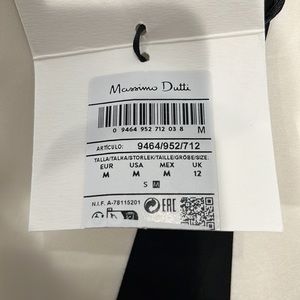 Massimo Dutti
0 9464 952 712 03 8 M
ARTÍCULO: 9464/952/712
TALLA/TALKA/STORLEK/TAILLE/GRÖßE/SIZE:
EUR USA MEX UK
M M M 12
S M
N.I.F. A-78115201
EAC